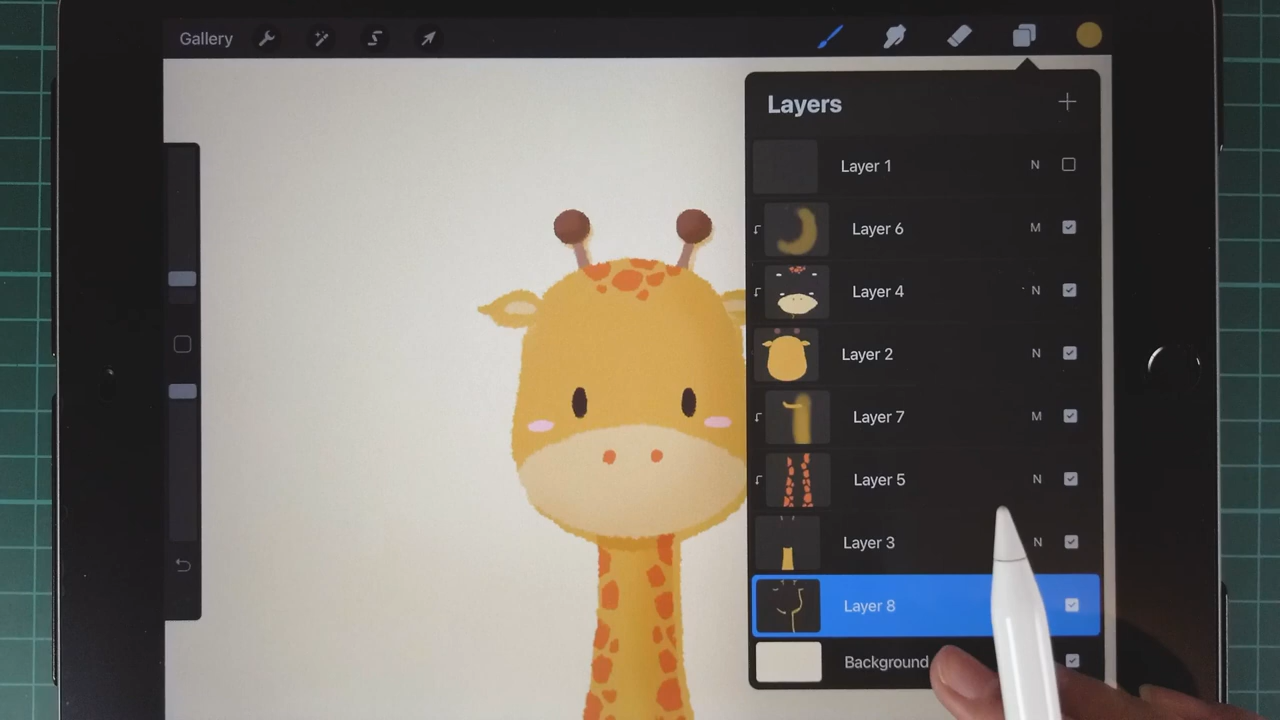 Gallery
Layers
Layer 1 N
Layer 6 M
Layer 4 N
Layer 2 N
Layer 7 M
Layer 5 N
Layer 3 N
Layer 8
Background